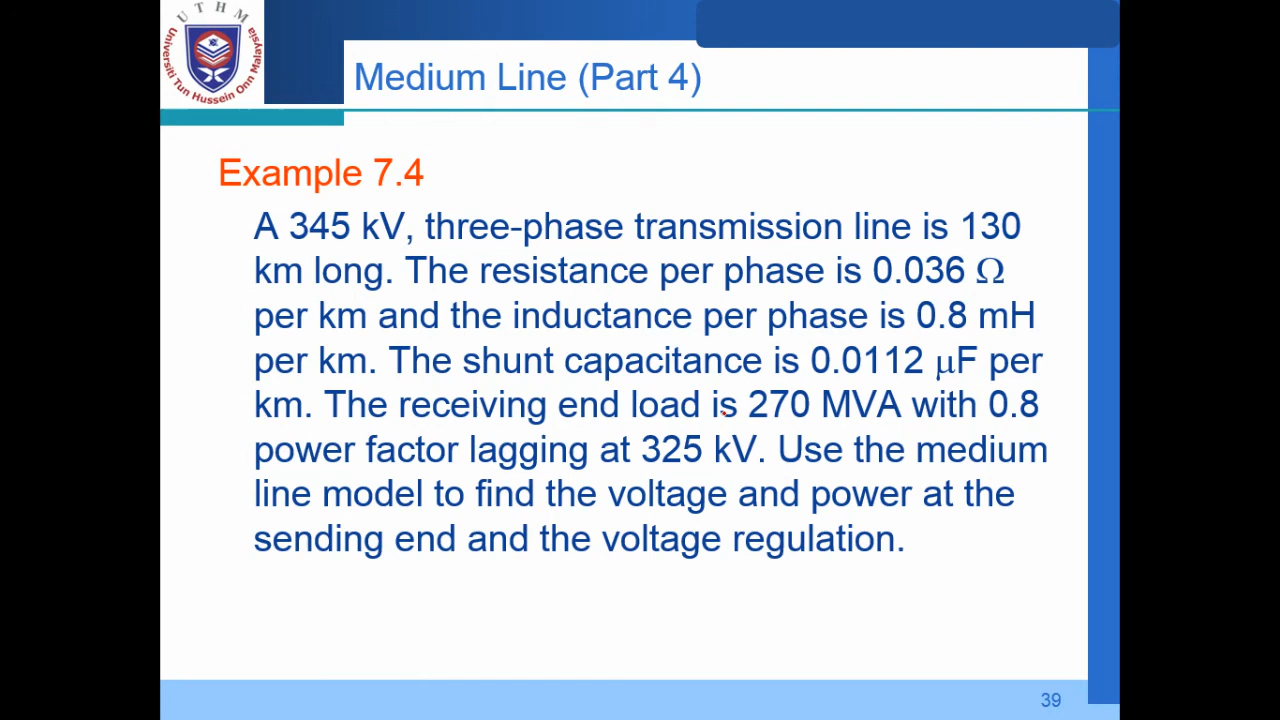 UTHM
Universiti Tun Hussein Onn Malaysia
Medium Line (Part 4)
Example 7.4
A 345 kV, three-phase transmission line is 130
km long. The resistance per phase is 0.036 Ω
per km and the inductance per phase is 0.8 mH
per km. The shunt capacitance is 0.0112 μF per
km. The receiving end load is 270 MVA with 0.8
power factor lagging at 325 kV. Use the medium
line model to find the voltage and power at the
sending end and the voltage regulation.
39